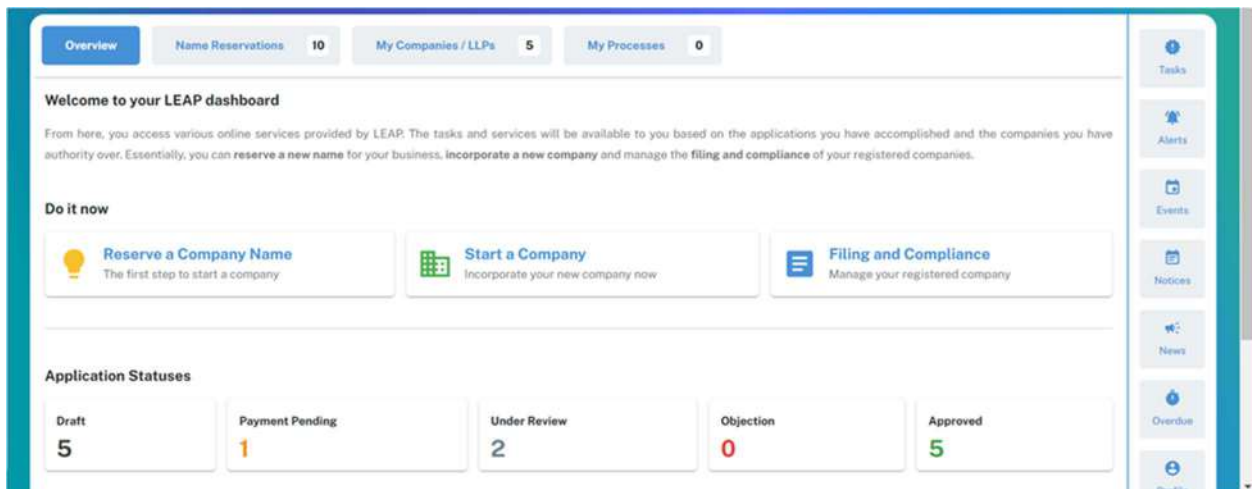 Overview
Name Reservations 10
My Companies / LLPs 5
My Processes 0
Welcome to your LEAP dashboard
From here, you access various online services provided by LEAP. The tasks and services will be available to you based on the applications you have accomplished and the companies you have
authority over. Essentially, you can reserve a new name for your business, incorporate a new company and manage the filing and compliance of your registered companies.
Do it now
Reserve a Company Name
The first step to start a company
Start a Company
Incorporate your new company now
Filing and Compliance
Manage your registered company
Application Statuses
Draft
5
Payment Pending
1
Under Review
2
Objection
0
Approved
5
Tasks
Alerts
Events
Notices
News
Overdue